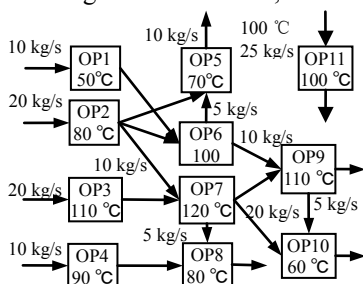 10 kg/s
100 ℃
25 kg/s
10 kg/s
OP1
50℃
OP5
70℃
OP11
100 ℃
20 kg/s
OP2
80 ℃
5 kg/s
OP6
100
10 kg/s
10 kg/s
OP9
110 ℃
20 kg/s
OP3
110 ℃
OP7
120 ℃
20 kg/s
5 kg/s
10 kg/s
OP4
90 ℃
5 kg/s
OP8
80 ℃
OP10
60 ℃